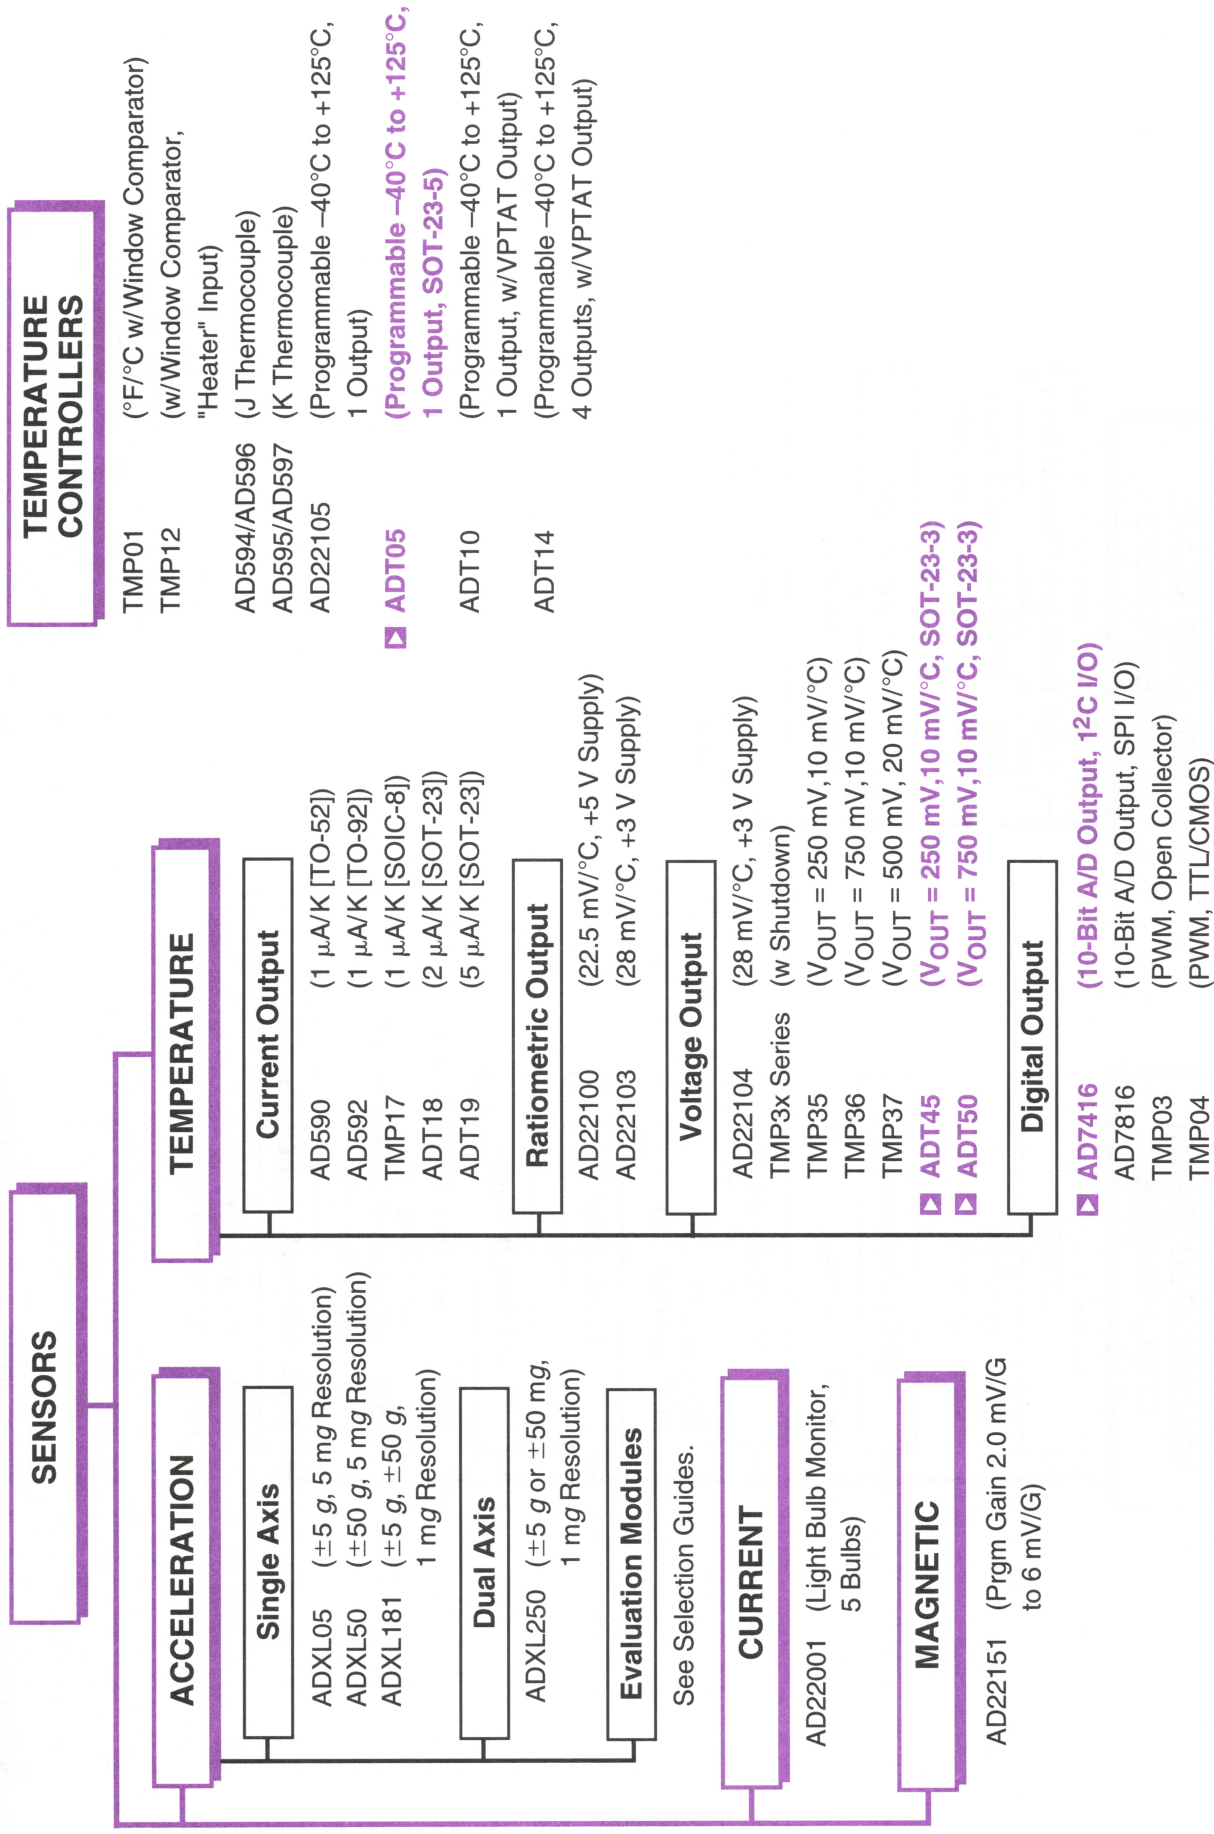 SENSORS
ACCELERATION
Single Axis
ADXL05 (±5 g, 5 mg Resolution)
ADXL50 (±50 g, 5 mg Resolution)
ADXL181 (±5 g, ±50 g,
1 mg Resolution)
Dual Axis
ADXL250 (±5 g or ±50 mg,
1 mg Resolution)
Evaluation Modules
See Selection Guides.
CURRENT
AD22001 (Light Bulb Monitor,
5 Bulbs)
MAGNETIC
AD22151 (Prgm Gain 2.0 mV/G
to 6 mV/G)
TEMPERATURE
Current Output
AD590 (1 μA/K [TO-52])
AD592 (1 μA/K [TO-92])
TMP17 (1 μA/K [SOIC-8])
ADT18 (2 μA/K [SOT-23])
ADT19 (5 μA/K [SOT-23])
Ratiometric Output
AD22100 (22.5 mV/°C, +5 V Supply)
AD22103 (28 mV/°C, +3 V Supply)
Voltage Output
AD22104 (28 mV/°C, +3 V Supply)
TMP3x Series (w Shutdown)
TMP35 (VOUT = 250 mV,10 mV/°C)
TMP36 (VOUT = 750 mV,10 mV/°C)
TMP37 (VOUT = 500 mV, 20 mV/°C)
ADT45 (VOUT = 250 mV,10 mV/°C, SOT-23-3)
ADT50 (VOUT = 750 mV,10 mV/°C, SOT-23-3)
Digital Output
AD7416 (10-Bit A/D Output, 1²C I/O)
AD7816 (10-Bit A/D Output, SPI I/O)
TMP03 (PWM, Open Collector)
TMP04 (PWM, TTL/CMOS)
TEMPERATURE
CONTROLLERS
TMP01 (°F/°C w/Window Comparator)
TMP12 (w/Window Comparator,
"Heater" Input)
AD594/AD596 (J Thermocouple)
AD595/AD597 (K Thermocouple)
AD22105 (Programmable –40°C to +125°C,
1 Output)
ADT05 (Programmable –40°C to +125°C,
1 Output, SOT-23-5)
ADT10 (Programmable –40°C to +125°C,
1 Output, w/VPTAT Output)
ADT14 (Programmable –40°C to +125°C,
4 Outputs, w/VPTAT Output)